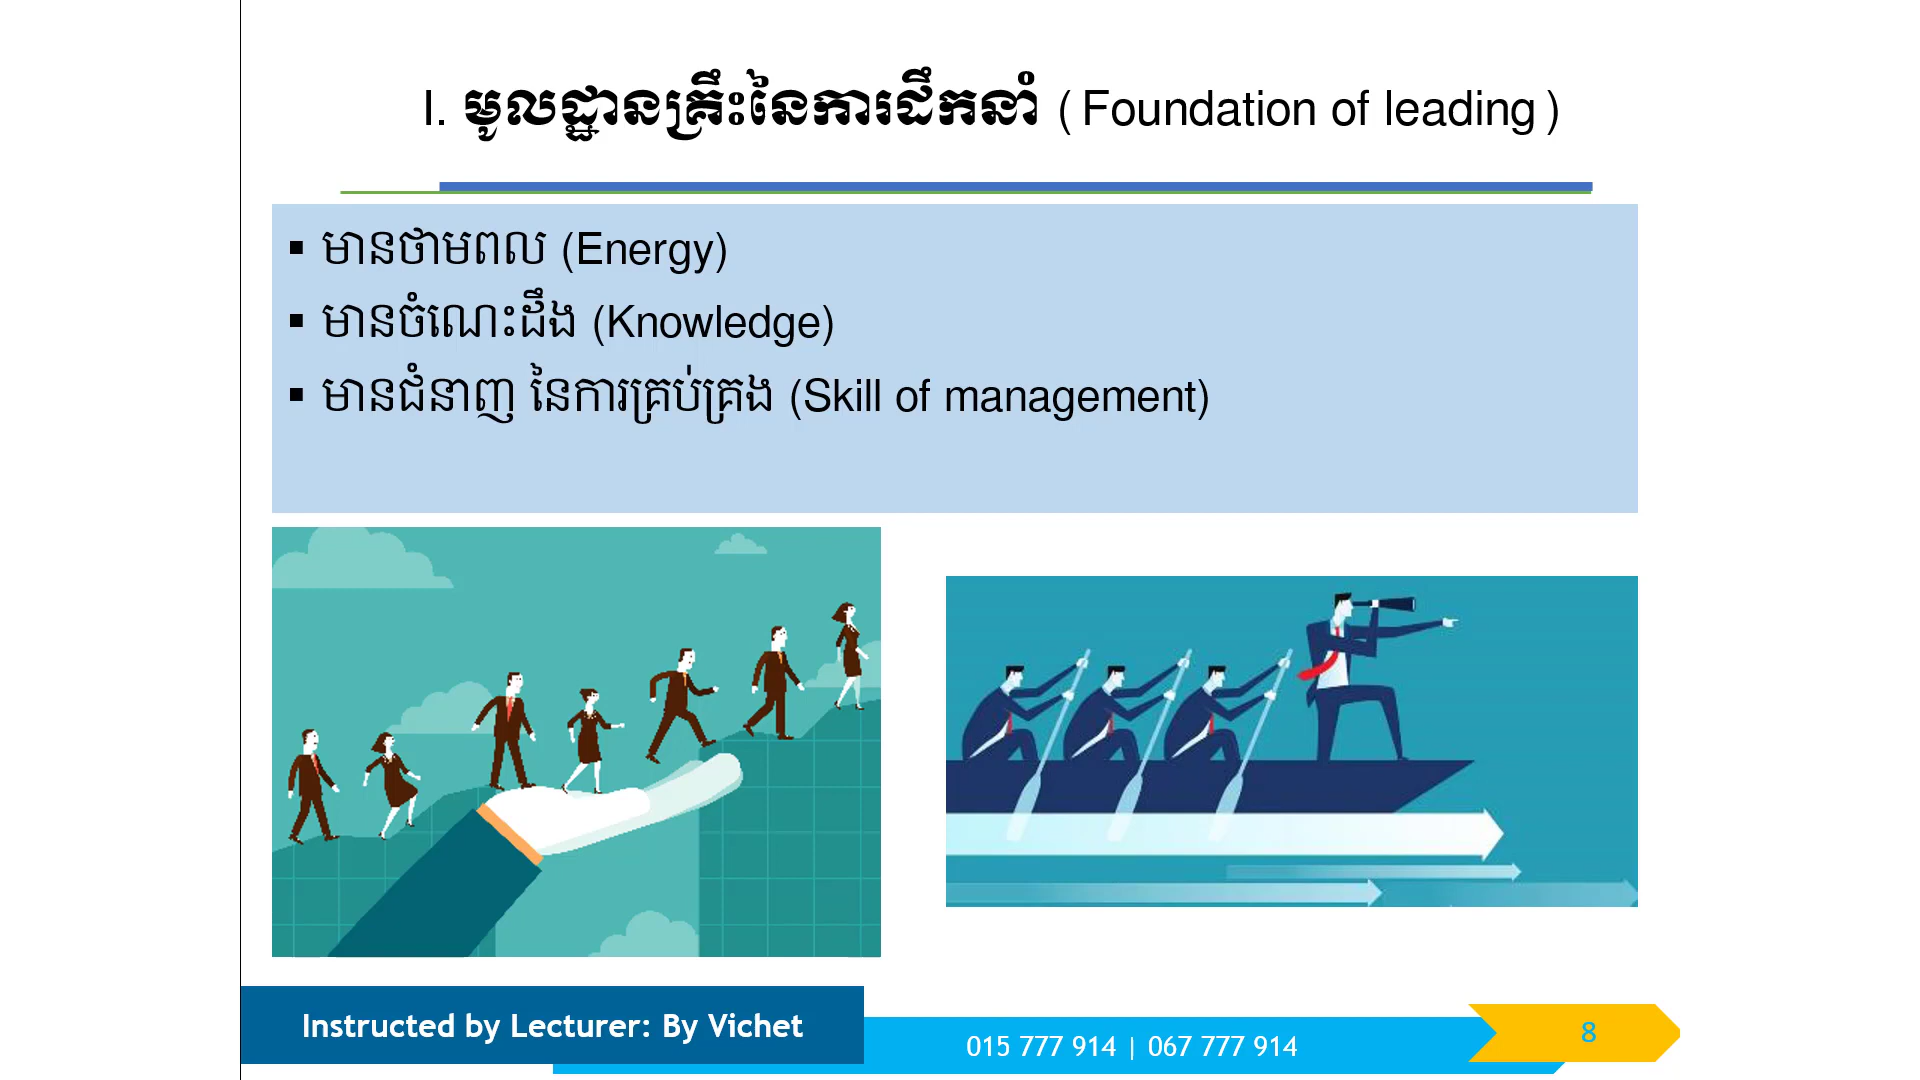 I. មូលដ្ឋានគ្រឹះនៃការដឹកនាំ ( Foundation of leading )
▪ មានថាមពល (Energy)
▪ មានចំណេះដឹង (Knowledge)
▪ មានជំនាញ នៃការគ្រប់គ្រង (Skill of management)
Instructed by Lecturer: By Vichet
015 777 914 | 067 777 914
8